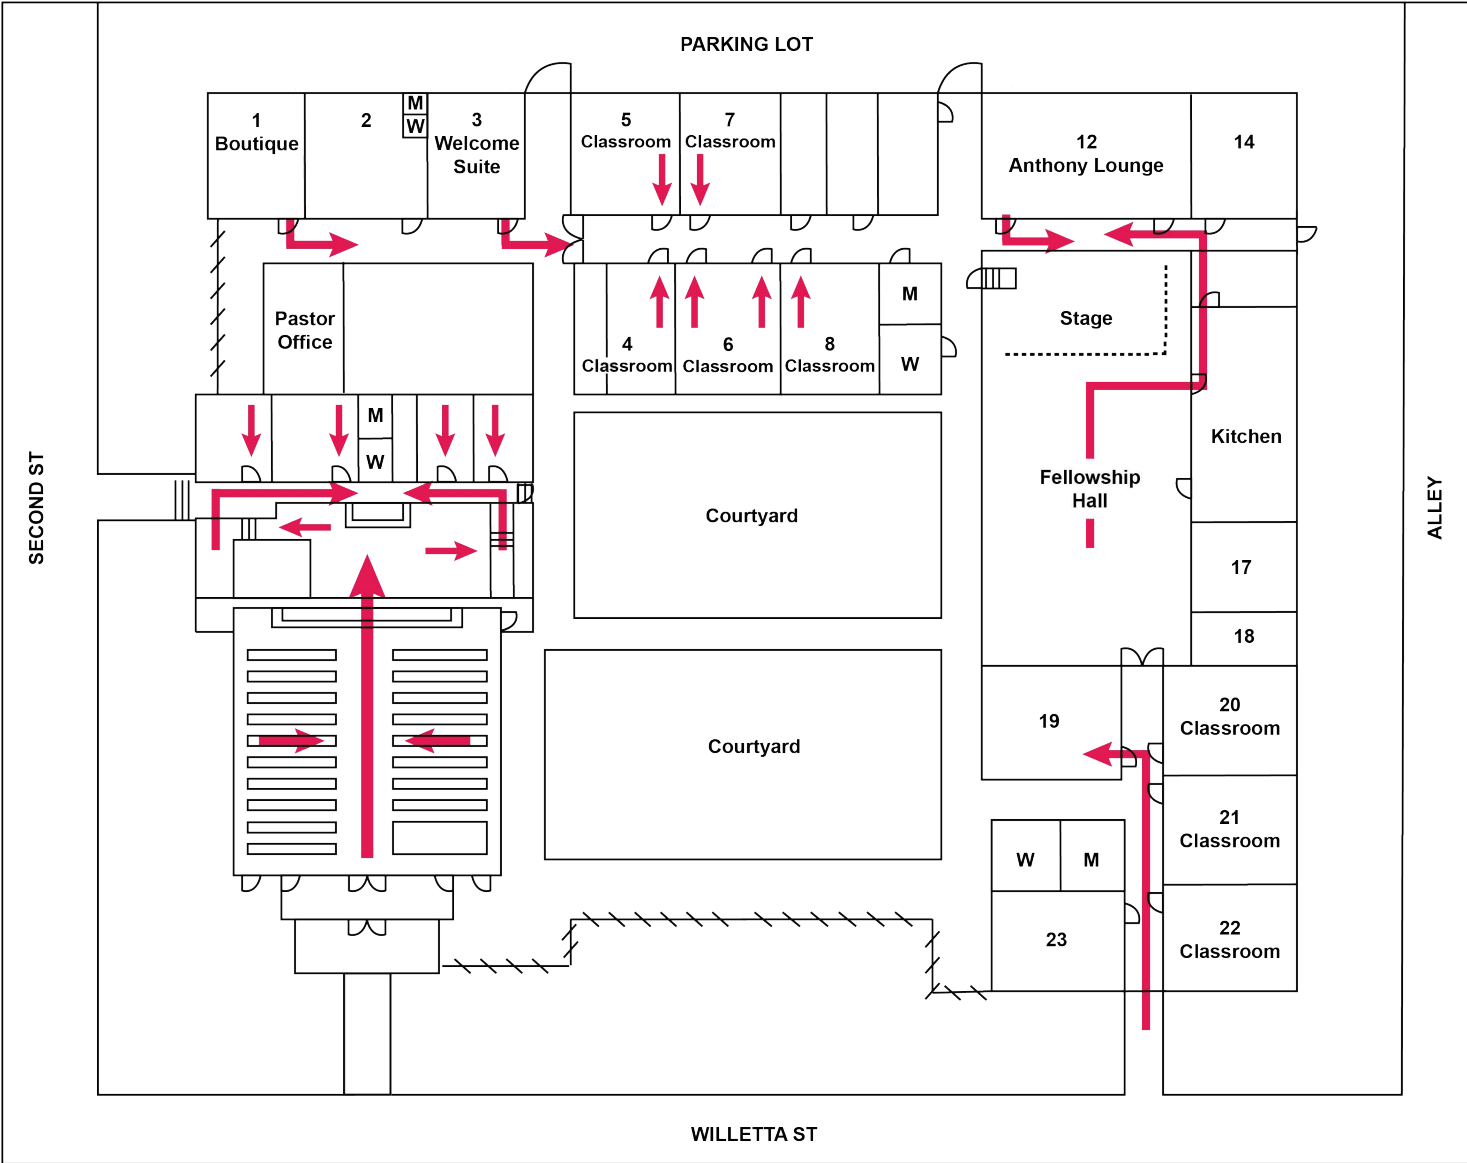 PARKING LOT
1
Boutique
2
M
W
3
Welcome
Suite
5
Classroom
7
Classroom
12
Anthony Lounge
14
Pastor
Office
4
Classroom
6
Classroom
8
Classroom
M
W
Stage
M
W
Kitchen
Fellowship
Hall
SECOND ST
ALLEY
Courtyard
17
18
Courtyard
19
20
Classroom
21
Classroom
W
M
23
22
Classroom
WILLETTA ST